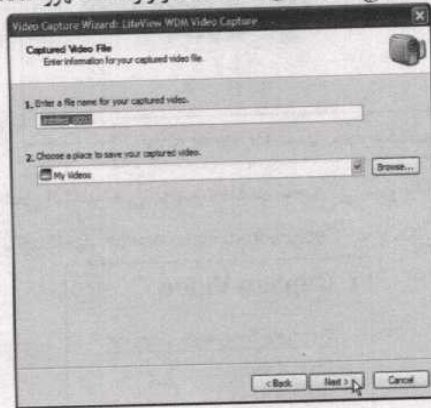 Video Capture Wizard: LifeView WDM Video Capture
Captured Video File
Enter information for your captured video file.
1. Enter a file name for your captured video.
2. Choose a place to save your captured video.
My Videos
Browse...
< Back
Next >
Cancel